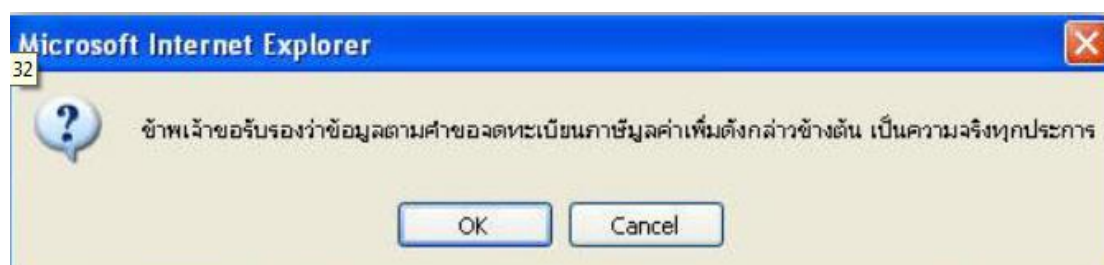 Microsoft Internet Explorer
32
?
ข้าพเจ้าขอรับรองว่าข้อมูลตามคำขอจดทะเบียนภาษีมูลค่าเพิ่มดังกล่าวข้างต้น เป็นความจริงทุกประการ
OK Cancel